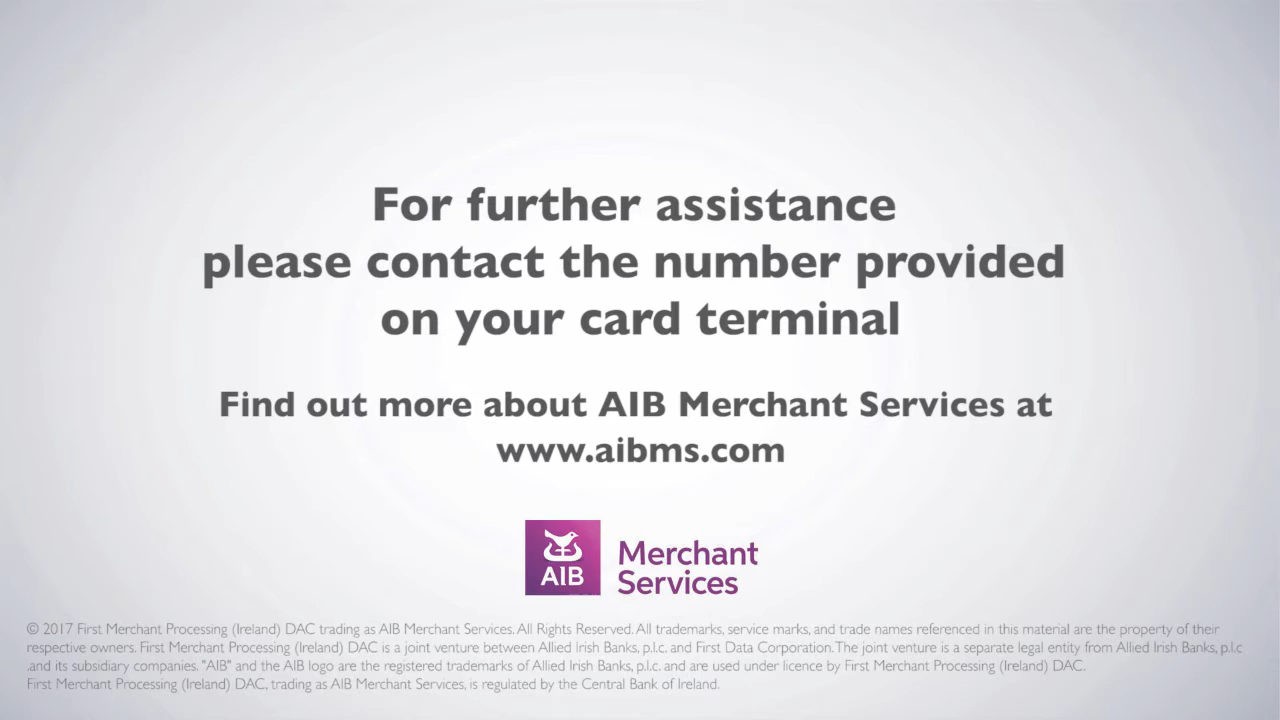 For further assistance
please contact the number provided
on your card terminal
Find out more about AIB Merchant Services at
www.aibms.com
AIB
Merchant
Services
© 2017 First Merchant Processing (Ireland) DAC trading as AIB Merchant Services. All Rights Reserved. All trademarks, service marks, and trade names referenced in this material are the property of their
respective owners. First Merchant Processing (Ireland) DAC is a joint venture between Allied Irish Banks, p.l.c. and First Data Corporation. The joint venture is a separate legal entity from Allied Irish Banks, p.l.c
.and its subsidiary companies. "AIB" and the AIB logo are the registered trademarks of Allied Irish Banks, p.l.c. and are used under licence by First Merchant Processing (Ireland) DAC.
First Merchant Processing (Ireland) DAC, trading as AIB Merchant Services, is regulated by the Central Bank of Ireland.